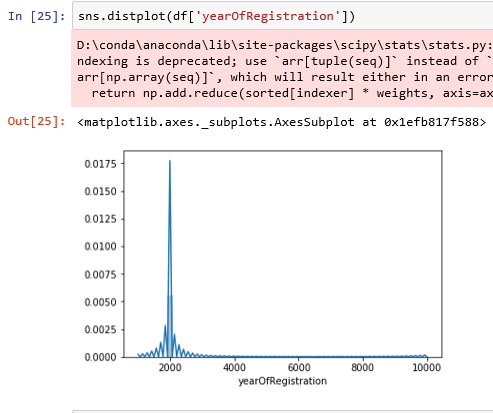 In [25]: sns.distplot(df['yearOfRegistration'])
D:\conda\anaconda\lib\site-packages\scipy\stats\stats.py:
ndexing is deprecated; use `arr[tuple(seq)]` instead of `
arr[np.array(seq)]`, which will result either in an error
return np.add.reduce(sorted[indexer] * weights, axis=ax
Out[25]: <matplotlib.axes._subplots.AxesSubplot at 0x1efb817f588>
0.0175
0.0150
0.0125
0.0100
0.0075
0.0050
0.0025
0.0000
2000 4000 6000 8000 10000
yearOfRegistration